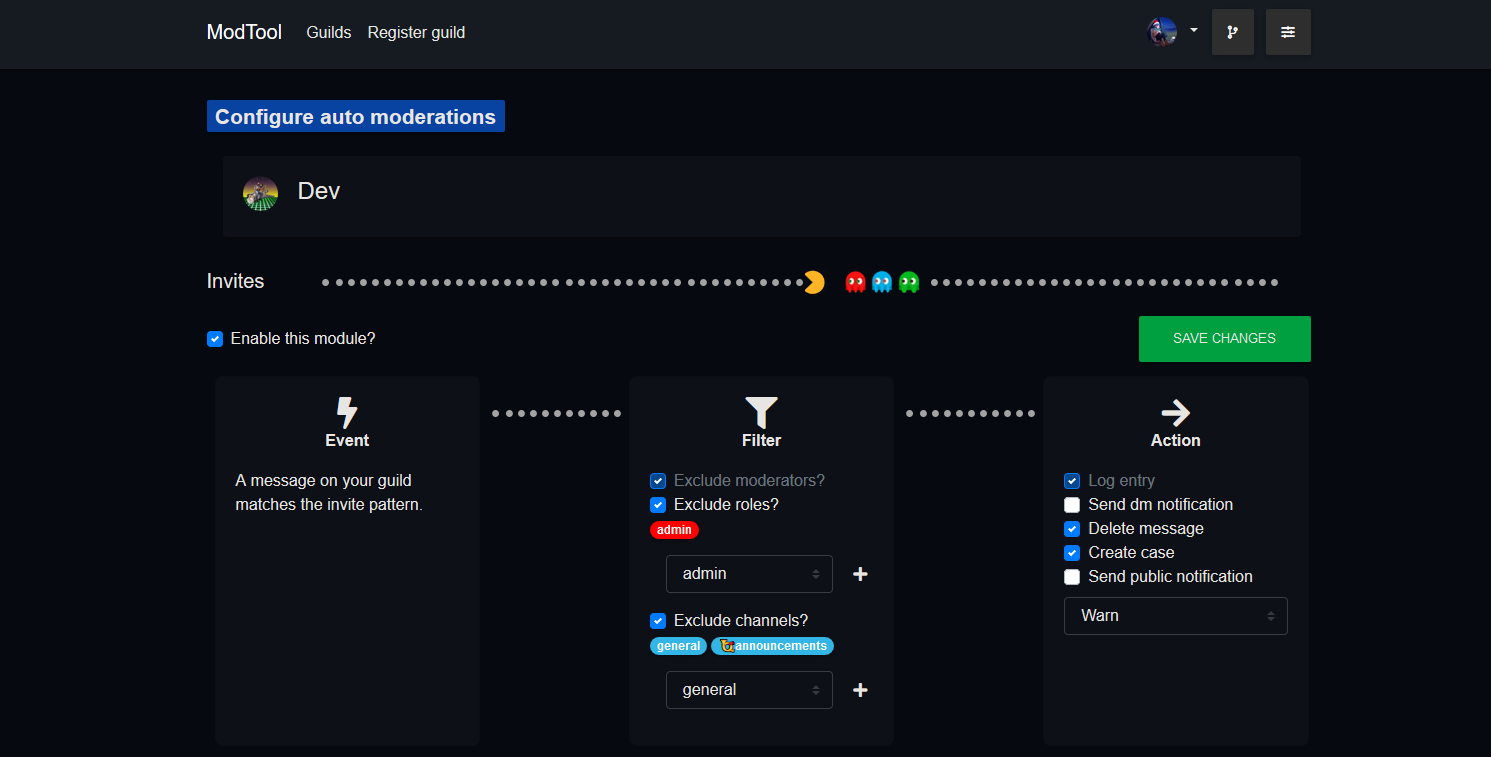 ModTool Guilds Register guild
Configure auto moderations
Dev
Invites
Enable this module?
SAVE CHANGES
Event
A message on your guild
matches the invite pattern.
Filter
Exclude moderators?
Exclude roles?
admin
admin
Exclude channels?
general announcements
general
Action
Log entry
Send dm notification
Delete message
Create case
Send public notification
Warn